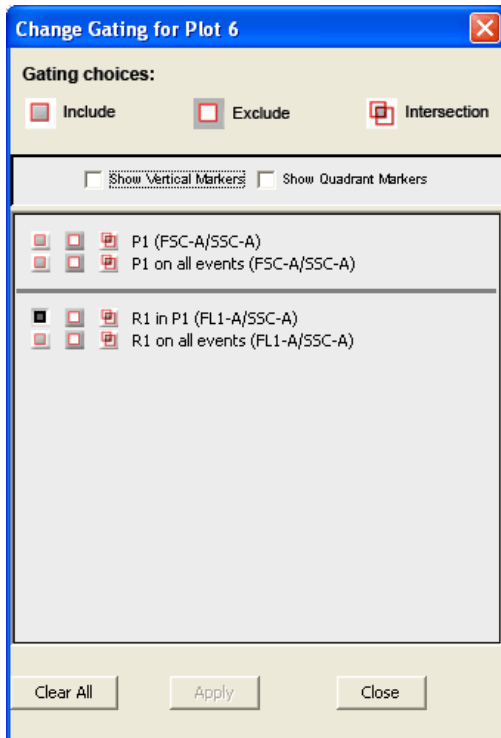 Change Gating for Plot 6
Gating choices:
Include Exclude Intersection
Show Vertical Markers Show Quadrant Markers
P1 (FSC-A/SSC-A)
P1 on all events (FSC-A/SSC-A)
R1 in P1 (FL1-A/SSC-A)
R1 on all events (FL1-A/SSC-A)
Clear All Apply Close